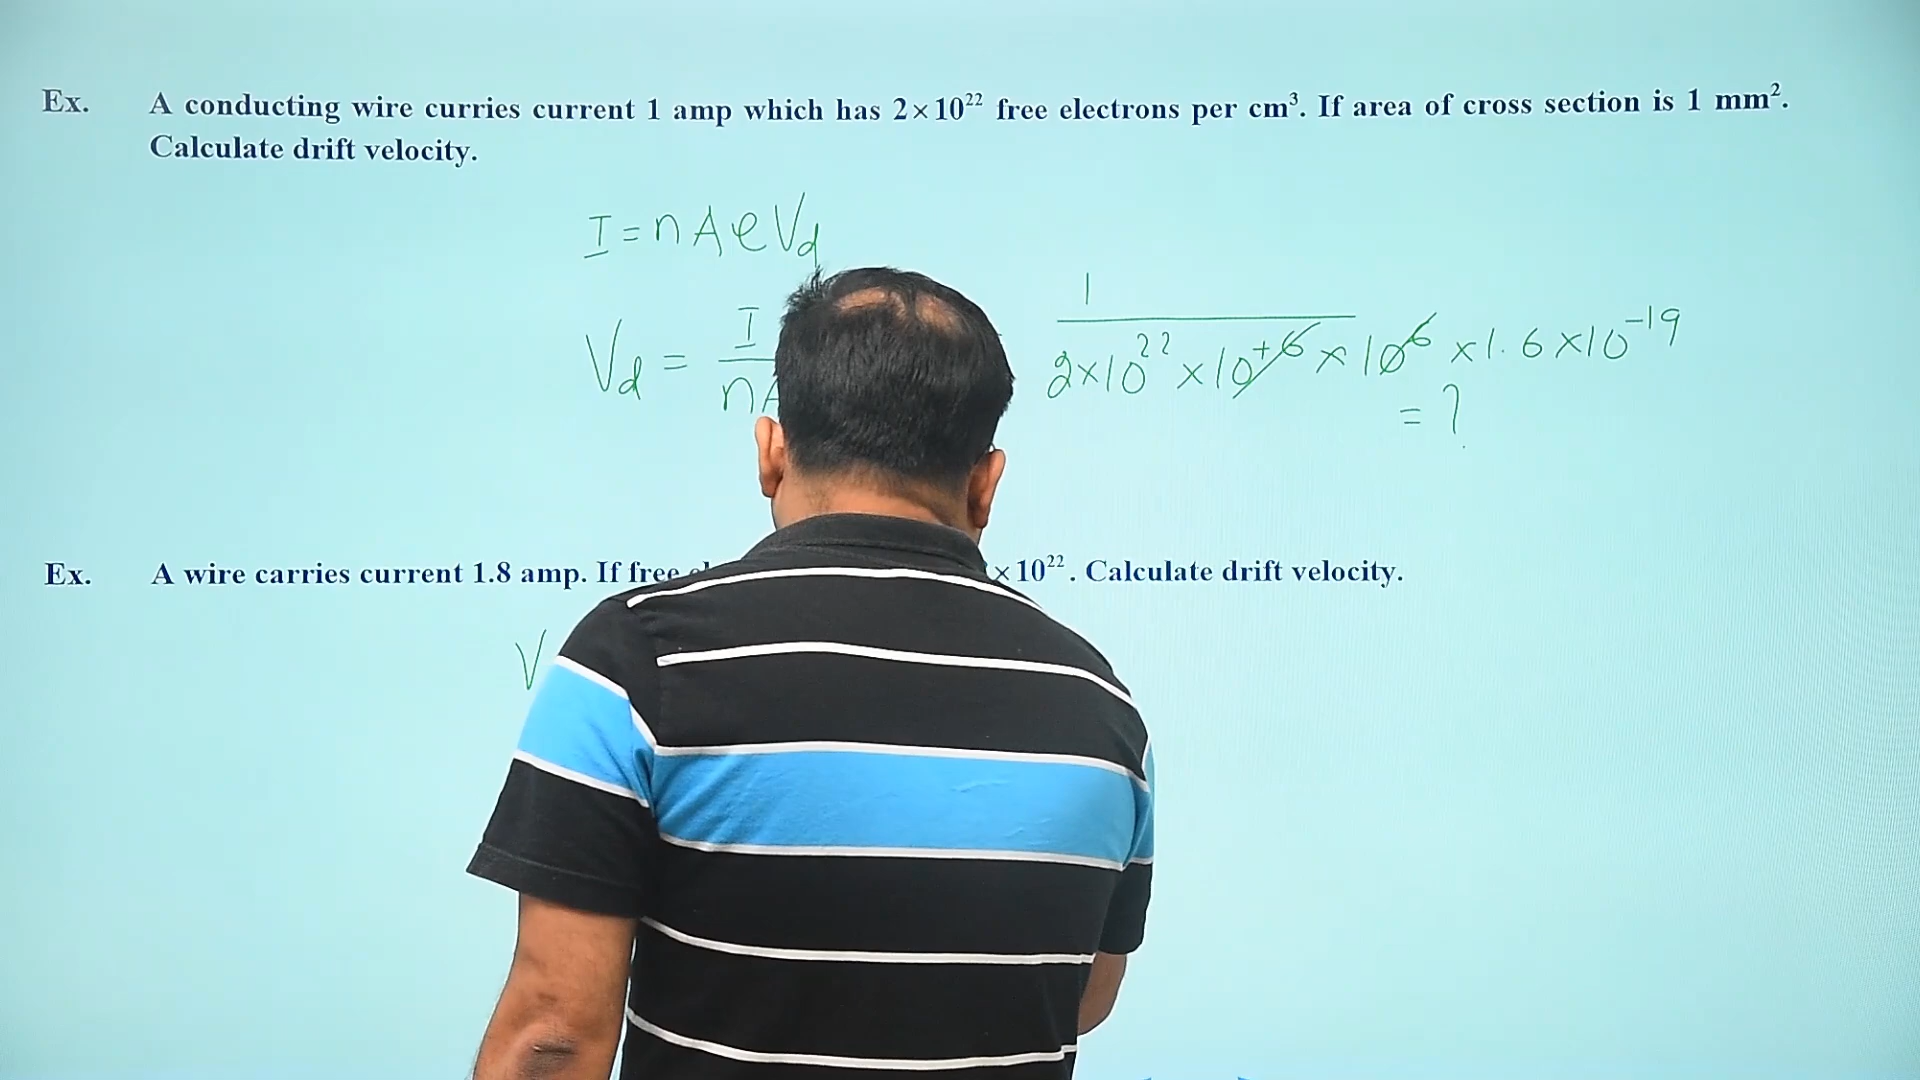 Ex. A conducting wire curries current 1 amp which has 2×10²² free electrons per cm³. If area of cross section is 1 mm².
Calculate drift velocity.
I = n A e V_d
V_d = I / n A
1 / 2×10²² × 10⁺⁶ × 10⁶ × 1.6×10⁻¹⁹
= ?
Ex. A wire carries current 1.8 amp. If free ×10²². Calculate drift velocity.
V